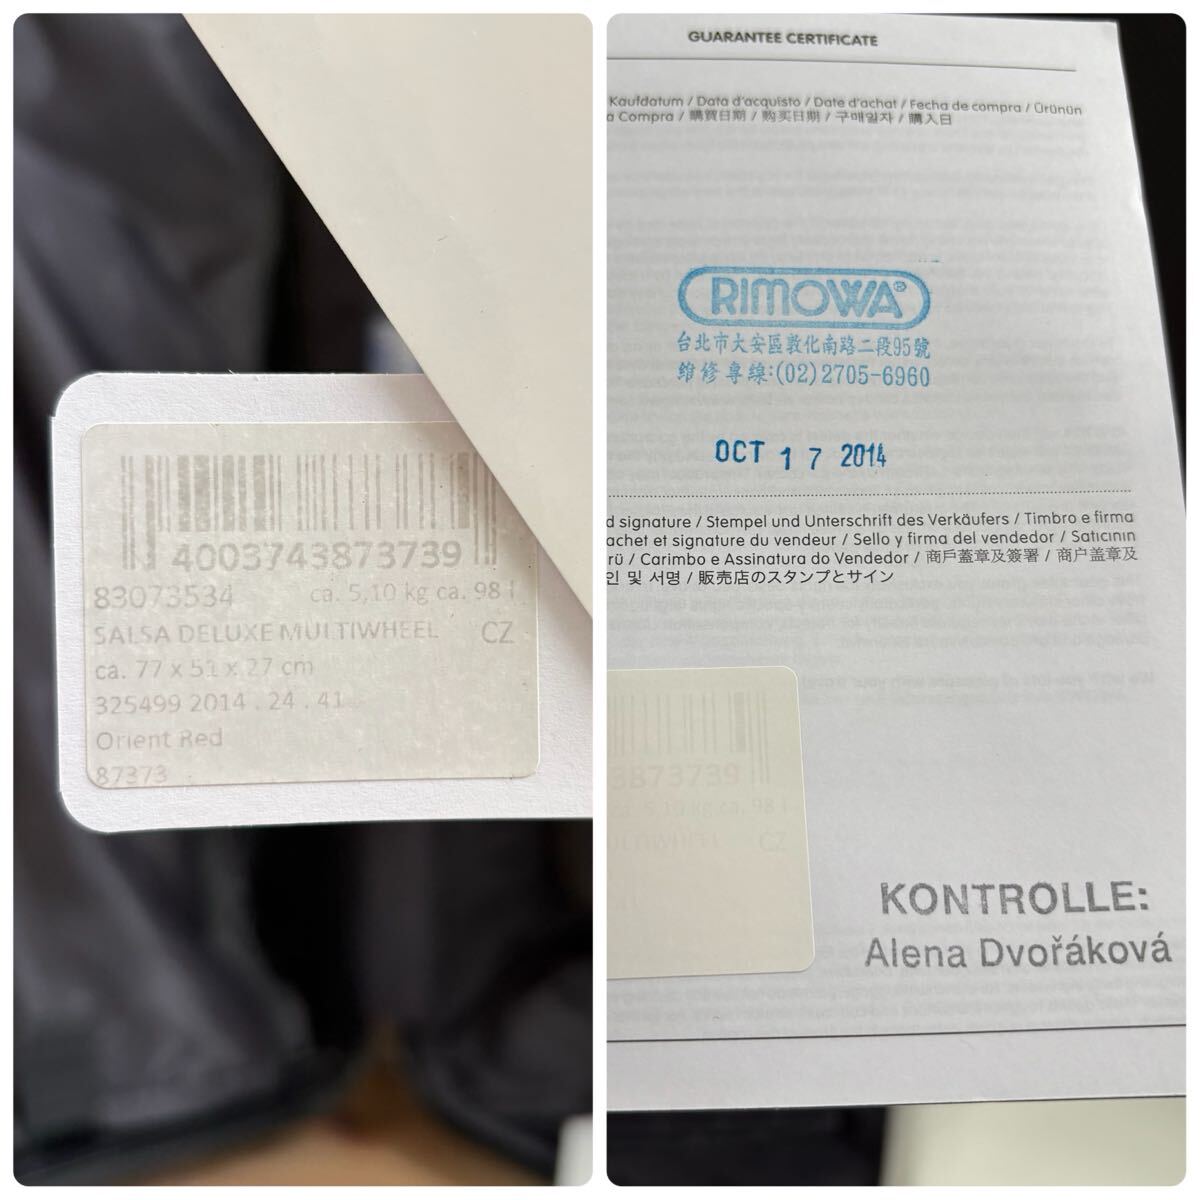 4003743873739
83073534 ca. 5,10 kg ca. 98 l
SALSA DELUXE MULTIWHEEL CZ
ca. 77 x 51 x 27 cm
325499 2014 . 24 . 41
Orient Red
87373
GUARANTEE CERTIFICATE
Kaufdatum / Data d'acquisto / Date d'achat / Fecha de compra / Ürünün
a Compra / 購買日期 / 购买日期 / 구매일자 / 購入日
RIMOWA®
台北市大安區敦化南路二段95號
維修專線:(02)2705-6960
OCT 17 2014
d signature / Stempel und Unterschrift des Verkäufers / Timbro e firma
achet et signature du vendeur / Sello y firma del vendedor / Satıcının
rü / Carimbo e Assinatura do Vendedor / 商戶蓋章及簽署 / 商户盖章及
인 및 서명 / 販売店のスタンプとサイン
3873739
ca. 5,10 kg ca. 98 l
MULTIWHEEL CZ
KONTROLLE:
Alena Dvořáková